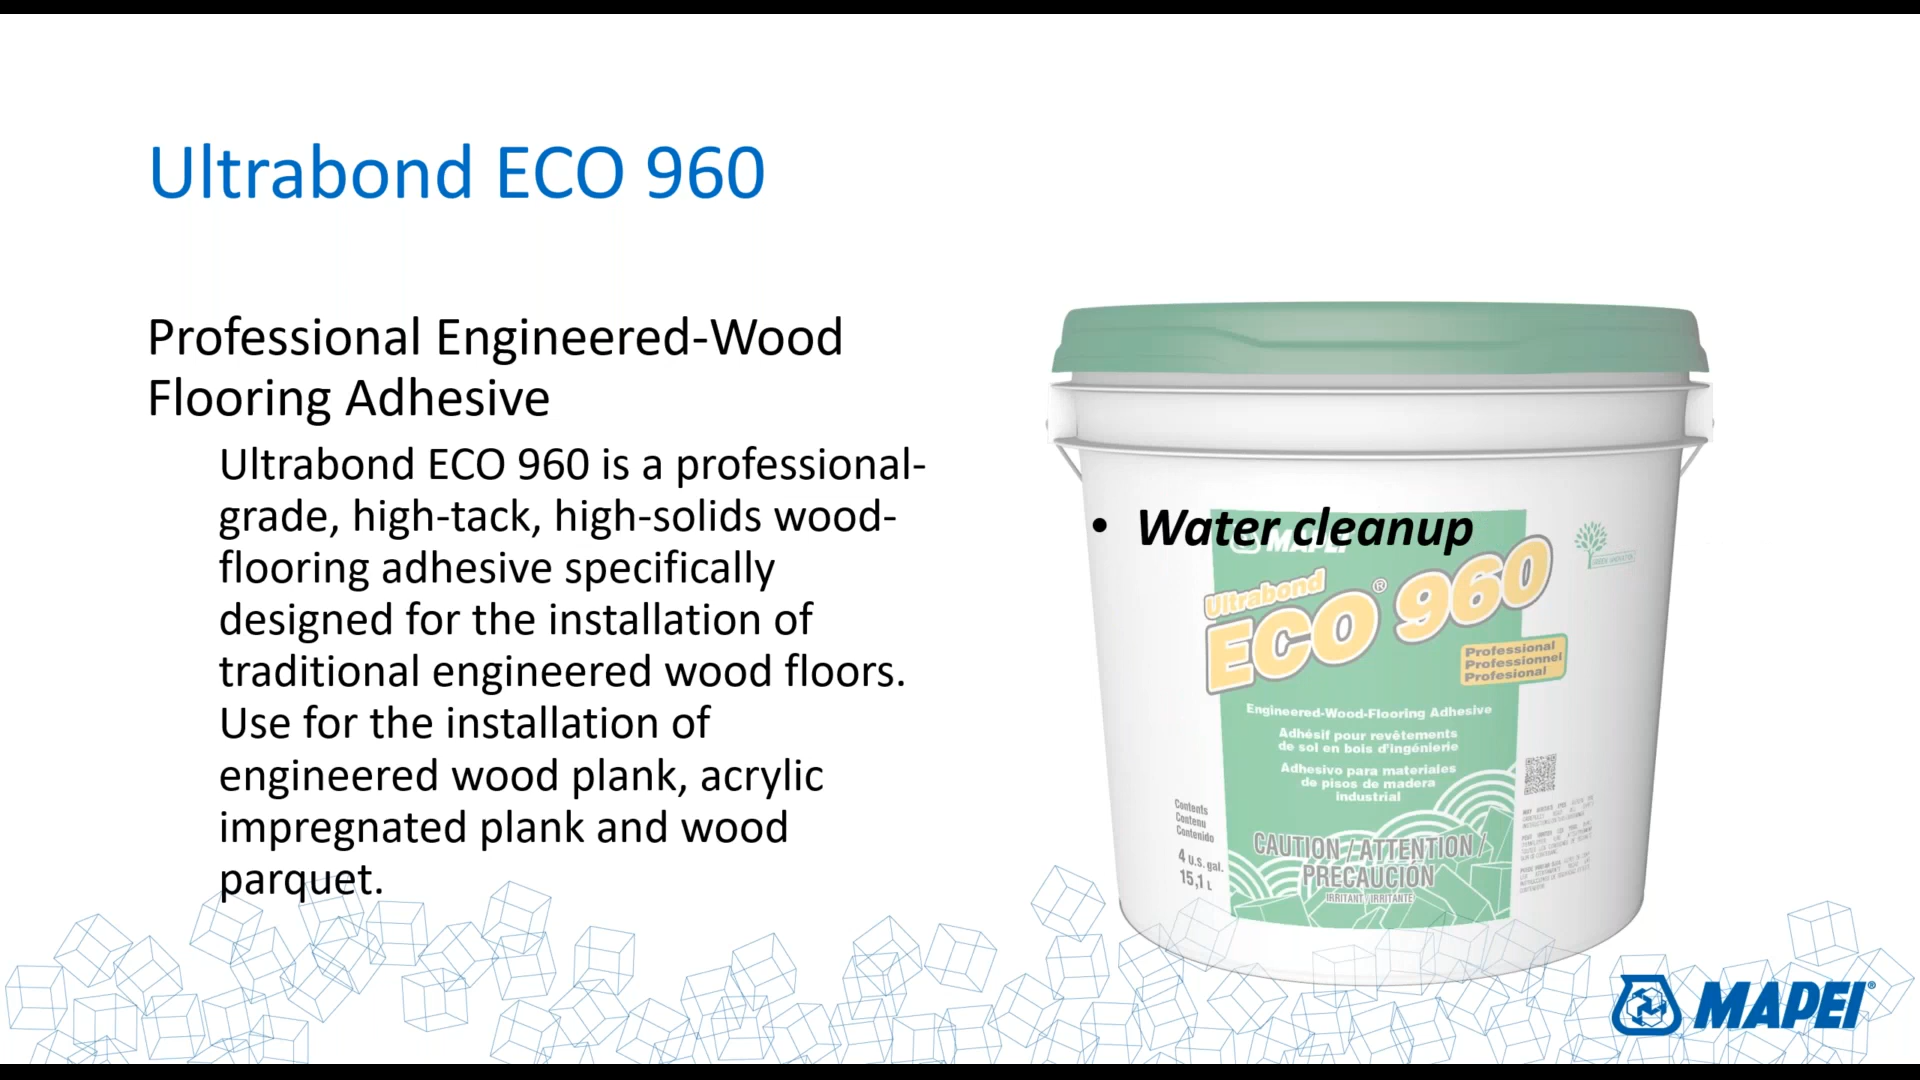 Ultrabond ECO 960
Professional Engineered-Wood
Flooring Adhesive
Ultrabond ECO 960 is a professional-
grade, high-tack, high-solids wood-
flooring adhesive specifically
designed for the installation of
traditional engineered wood floors.
Use for the installation of
engineered wood plank, acrylic
impregnated plank and wood
parquet.
• Water cleanup
MAPEI
Ultrabond
ECO® 960
Professional
Professionnel
Profesional
Engineered-Wood-Flooring Adhesive
Adhésif pour revêtements
de sol en bois d'ingénierie
Adhesivo para materiales
de pisos de madera
industrial
Contents
Contenu
Contenido
4 U.S. gal.
15,1 L
CAUTION / ATTENTION /
PRECAUCIÓN
IRRITANT / IRRITANTE
MAPEI®